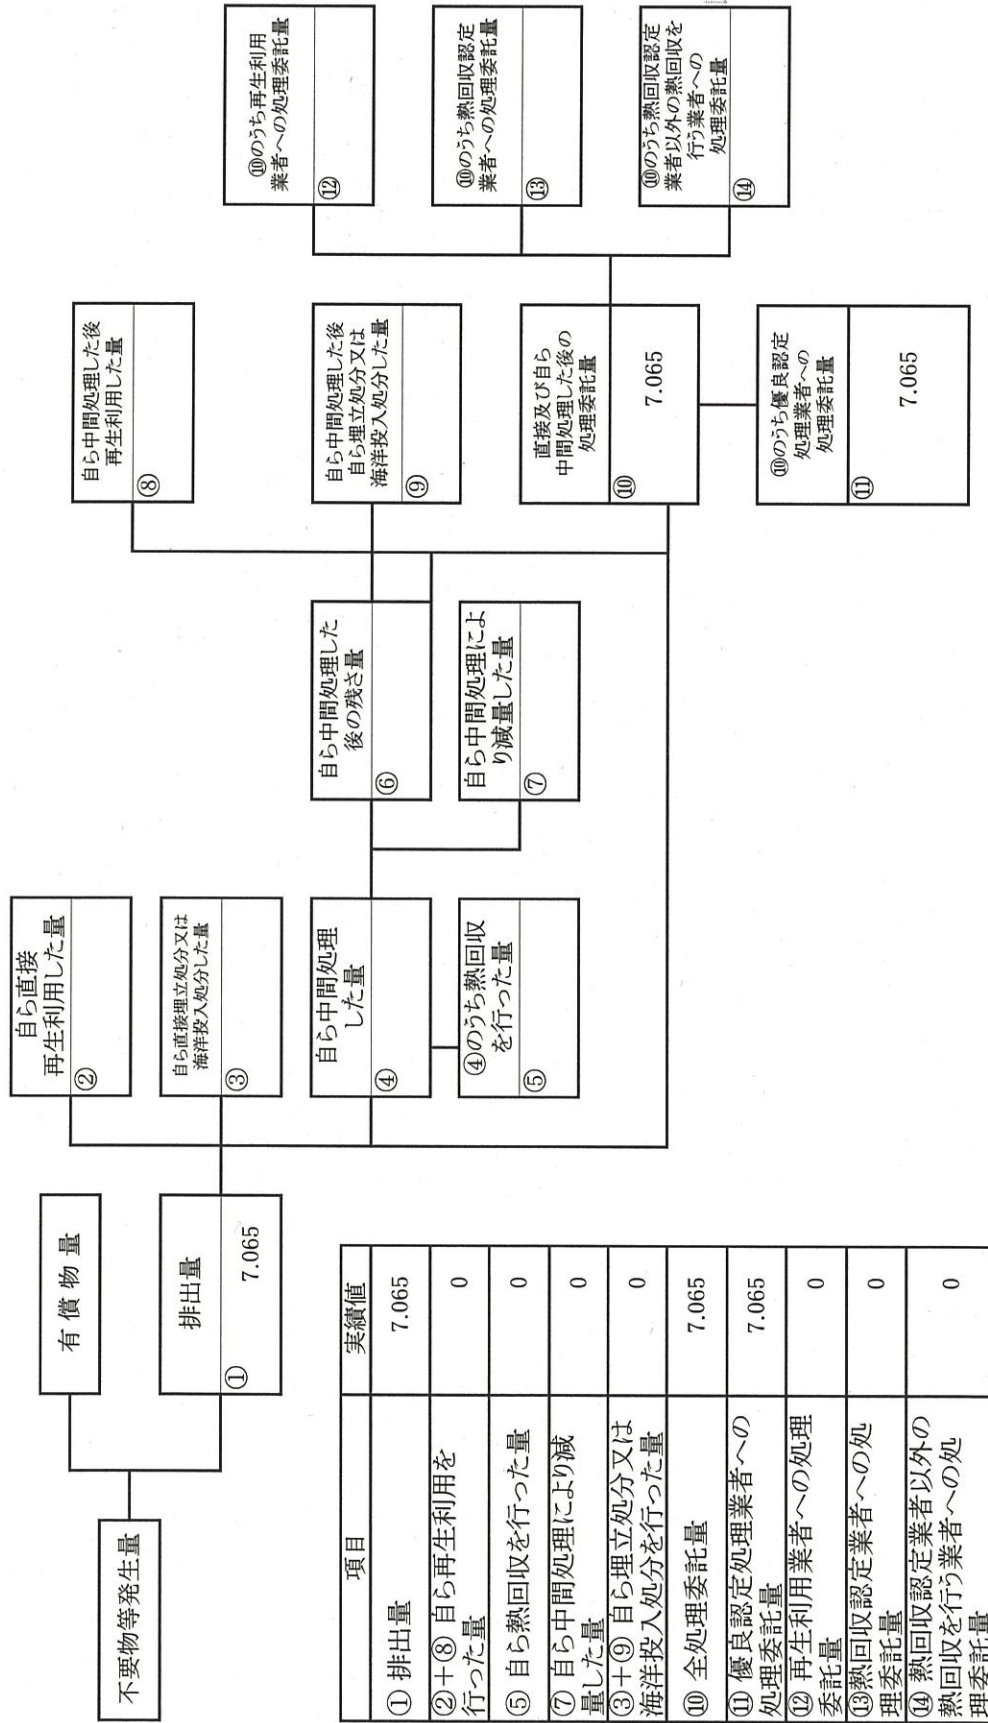 不要物等発生量
有 償 物 量
排出量
①
7.065
自ら直接
再生利用した量
②
自ら直接埋立処分又は
海洋投入処分した量
③
自ら中間処理
した量
④
④のうち熱回収
を行った量
⑤
自ら中間処理した
後の残さ量
⑥
自ら中間処理によ
り減量した量
⑦
自ら中間処理した後
再生利用した量
⑧
自ら中間処理した後
自ら埋立処分又は
海洋投入処分した量
⑨
直接及び自ら
中間処理した後の
処理委託量
⑩
7.065
⑩のうち優良認定
処理業者への
処理委託量
⑪
7.065
⑩のうち再生利用
業者への処理委託量
⑫
⑩のうち熱回収認定
業者への処理委託量
⑬
⑩のうち熱回収認定
業者以外の熱回収を
行う業者への
処理委託量
⑭
項目 実績値
① 排出量 7.065
②+⑧ 自ら再生利用を
行った量 0
⑤ 自ら熱回収を行った量 0
⑦ 自ら中間処理により減
量した量 0
③+⑨ 自ら埋立処分又は
海洋投入処分を行った量 0
⑩ 全処理委託量 7.065
⑪ 優良認定処理業者への
処理委託量 7.065
⑫ 再生利用業者への処理
委託量 0
⑬熱回収認定業者への処
理委託量 0
⑭ 熱回収認定業者以外の
熱回収を行う業者への処
理委託量 0